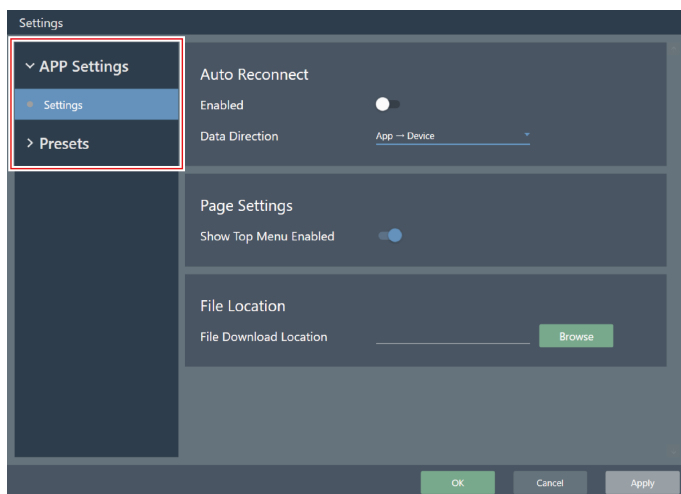 Settings
APP Settings
Settings
Presets
Auto Reconnect
Enabled
Data Direction App → Device
Page Settings
Show Top Menu Enabled
File Location
File Download Location Browse
OK Cancel Apply